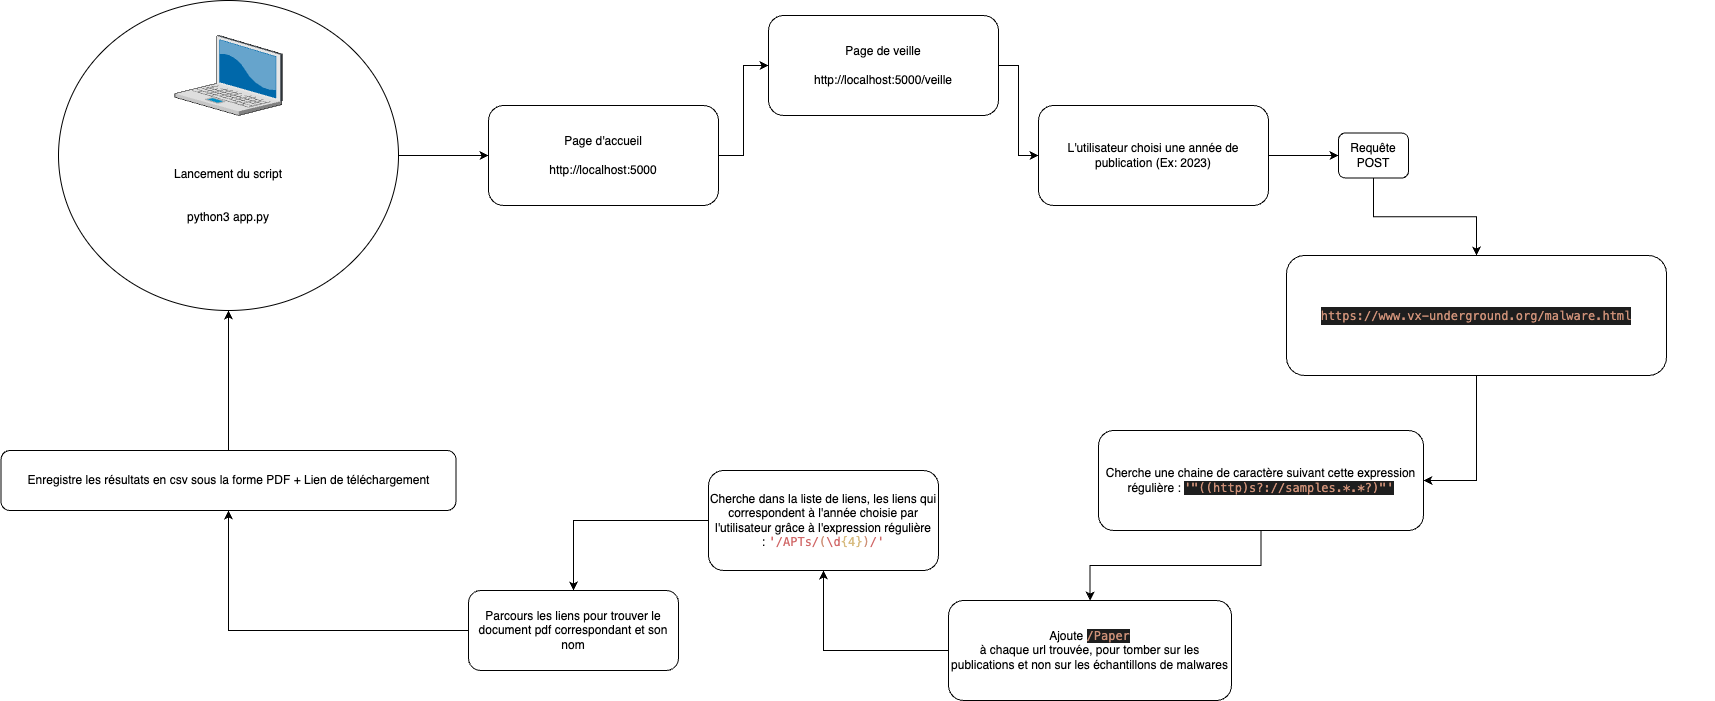 Lancement du script
python3 app.py
Page d'accueil
http://localhost:5000
Page de veille
http://localhost:5000/veille
L'utilisateur choisi une année de
publication (Ex: 2023)
Requête
POST
https://www.vx-underground.org/malware.html
Cherche une chaine de caractère suivant cette expression
régulière : '"((http)s?://samples.*.*?)"'
Ajoute /Paper
à chaque url trouvée, pour tomber sur les
publications et non sur les échantillons de malwares
Cherche dans la liste de liens, les liens qui
correspondent à l'année choisie par
l'utilisateur grâce à l'expression régulière
: '/APTs/(\d{4})/'
Parcours les liens pour trouver le
document pdf correspondant et son
nom
Enregistre les résultats en csv sous la forme PDF + Lien de téléchargement